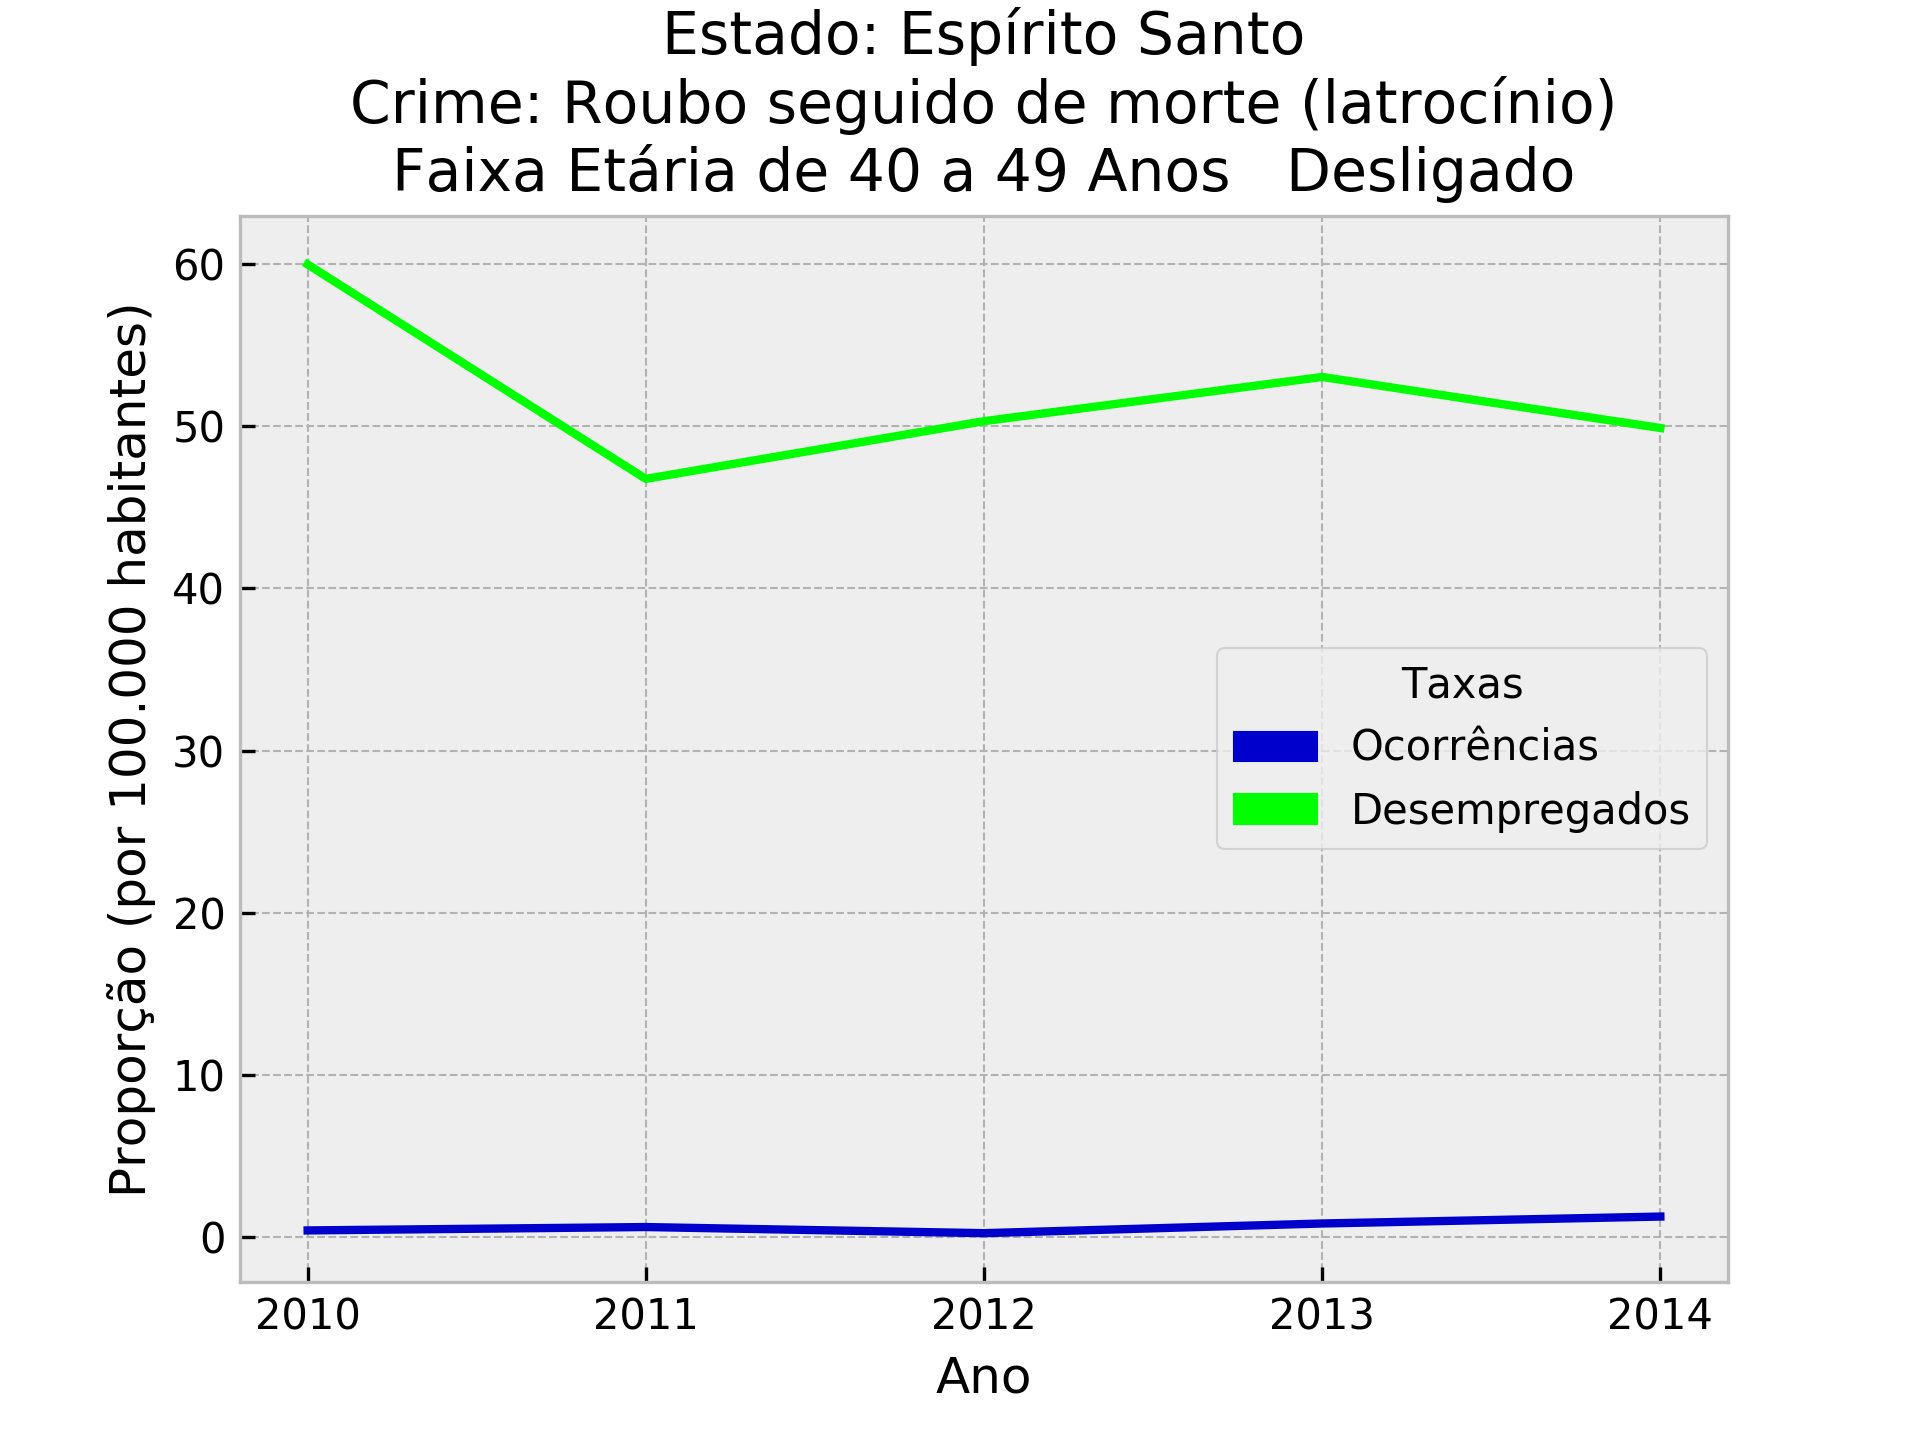 Estado: Espírito Santo
Crime: Roubo seguido de morte (latrocínio)
Faixa Etária de 40 a 49 Anos   Desligado
Proporção (por 100.000 habitantes)
60
50
40
30
20
10
0
Taxas
Ocorrências
Desempregados
2010 2011 2012 2013 2014
Ano